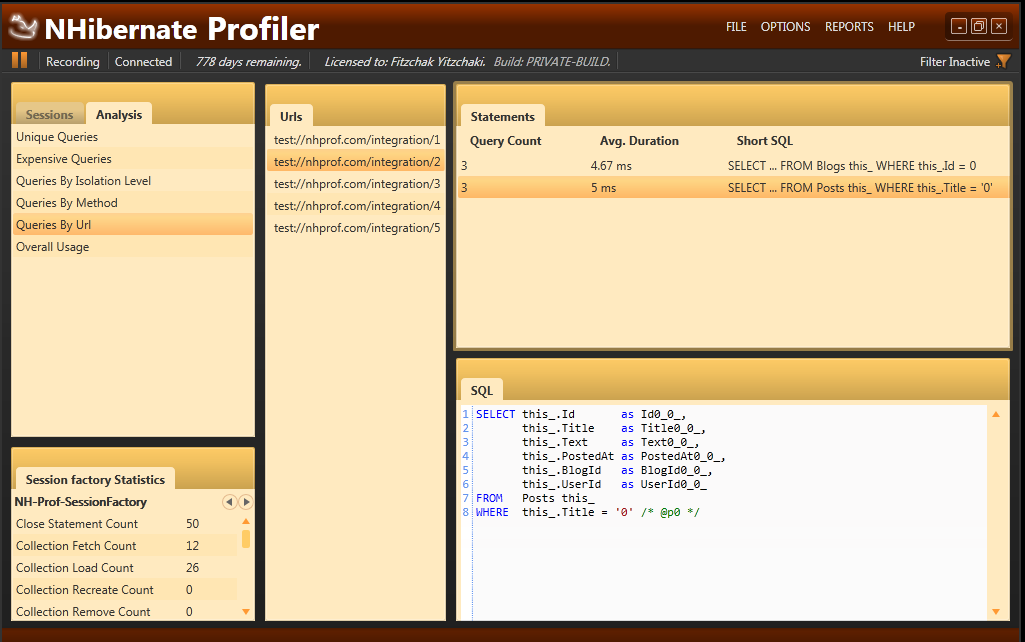 NHibernate Profiler
FILE OPTIONS REPORTS HELP
Recording Connected 778 days remaining. Licensed to: Fitzchak Yitzchaki. Build: PRIVATE-BUILD. Filter Inactive
Sessions Analysis
Unique Queries
Expensive Queries
Queries By Isolation Level
Queries By Method
Queries By Url
Overall Usage
Session factory Statistics
NH-Prof-SessionFactory
Close Statement Count 50
Collection Fetch Count 12
Collection Load Count 26
Collection Recreate Count 0
Collection Remove Count 0
Urls
test://nhprof.com/integration/1
test://nhprof.com/integration/2
test://nhprof.com/integration/3
test://nhprof.com/integration/4
test://nhprof.com/integration/5
Statements
Query Count Avg. Duration Short SQL
3 4.67 ms SELECT ... FROM Blogs this_ WHERE this_.Id = 0
3 5 ms SELECT ... FROM Posts this_ WHERE this_.Title = '0'
SQL
1 SELECT this_.Id as Id0_0_,
2 this_.Title as Title0_0_,
3 this_.Text as Text0_0_,
4 this_.PostedAt as PostedAt0_0_,
5 this_.BlogId as BlogId0_0_,
6 this_.UserId as UserId0_0_
7 FROM Posts this_
8 WHERE this_.Title = '0' /* @p0 */